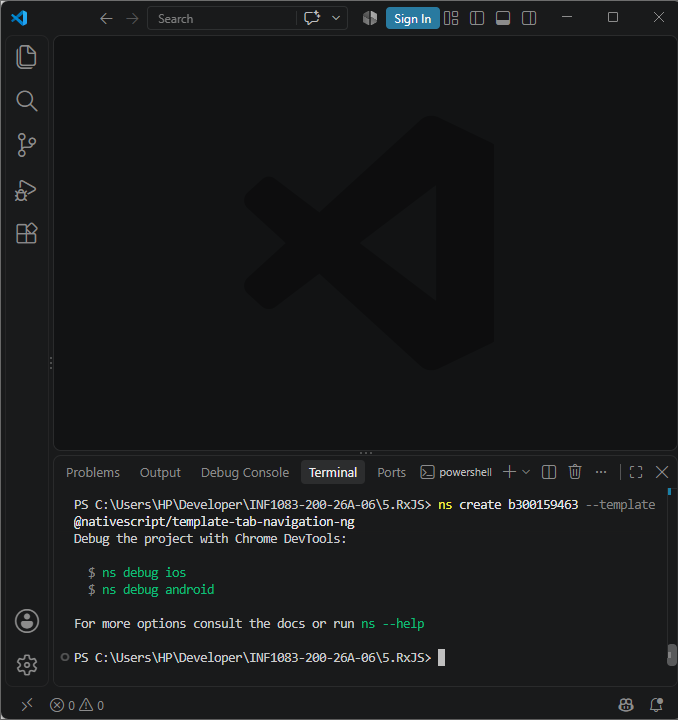 Search
Sign In
Problems Output Debug Console Terminal Ports powershell
PS C:\Users\HP\Developer\INF1083-200-26A-06\5.RxJS> ns create b300159463 --template
@nativescript/template-tab-navigation-ng
Debug the project with Chrome DevTools:
$ ns debug ios
$ ns debug android
For more options consult the docs or run ns --help
PS C:\Users\HP\Developer\INF1083-200-26A-06\5.RxJS>
0 0